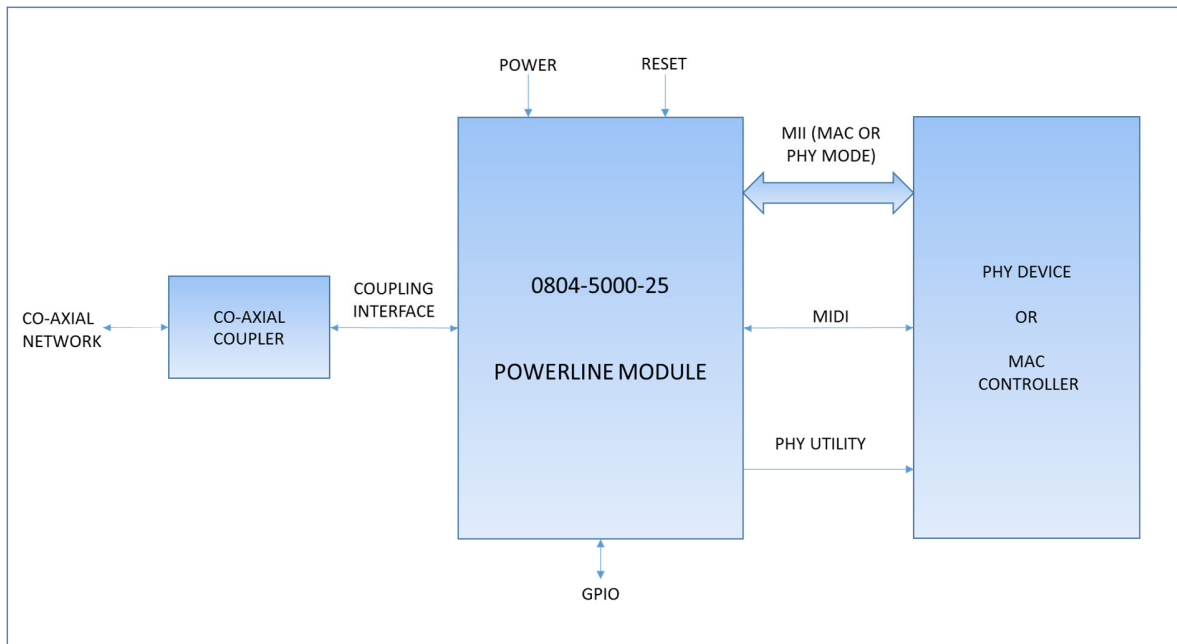 POWER
RESET
MII (MAC OR
PHY MODE)
0804-5000-25
POWERLINE MODULE
PHY DEVICE
OR
MAC
CONTROLLER
COUPLING
INTERFACE
CO-AXIAL
COUPLER
CO-AXIAL
NETWORK
MIDI
PHY UTILITY
GPIO